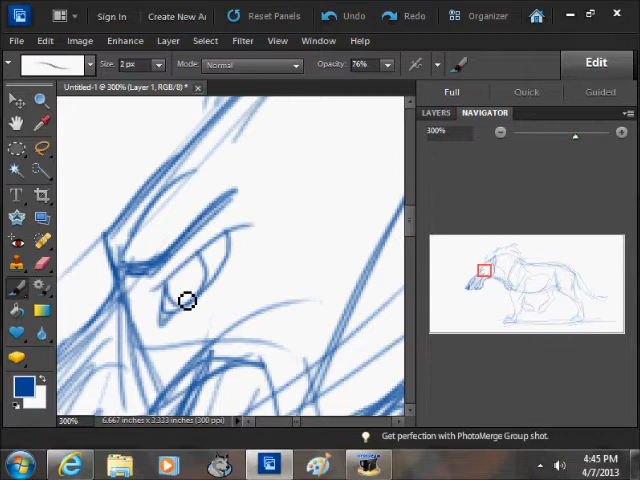 Sign In
Create New Ar
Reset Panels
Undo
Redo
Organizer
File Edit Image Enhance Layer Select Filter View Window Help
Size: 2 px
Mode: Normal
Opacity: 76%
Edit
Untitled-1 @ 300% (Layer 1, RGB/8) *
Full Quick Guided
LAYERS NAVIGATOR
300%
300% 6.667 inches x 3.333 inches (300 ppi)
Get perfection with PhotoMerge Group shot.
4:45 PM
4/7/2013